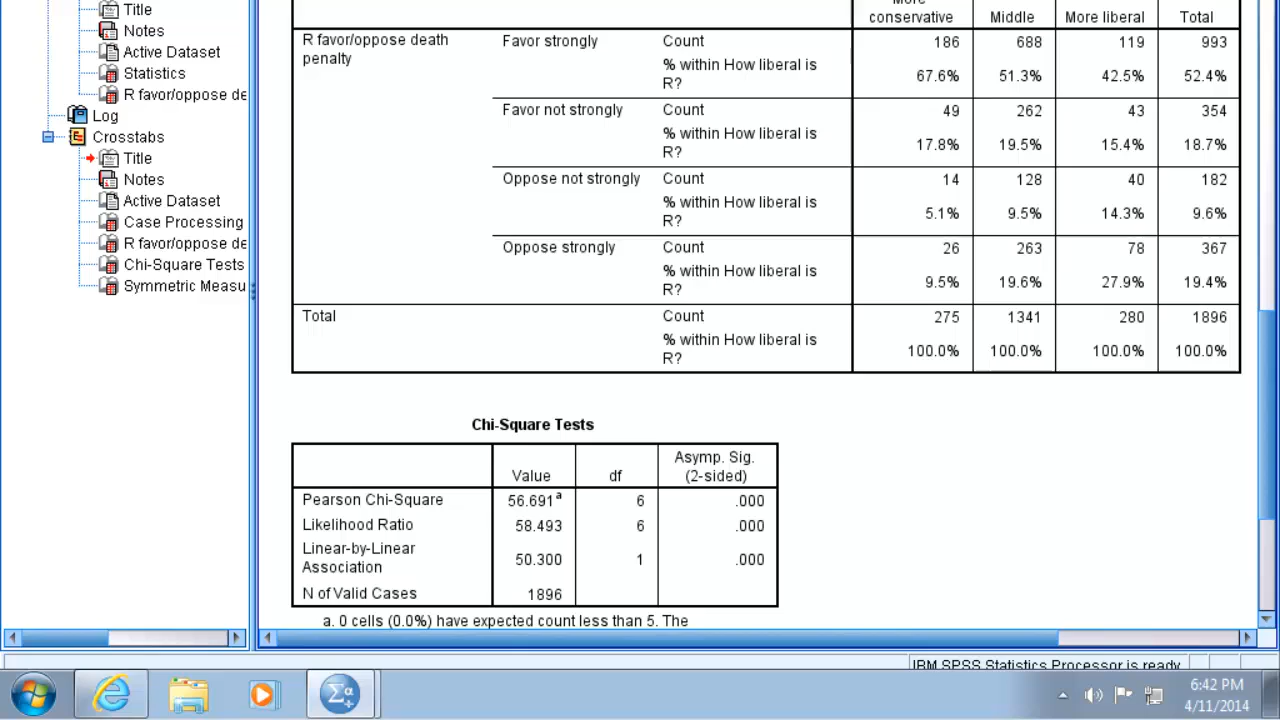 Title
Notes
Active Dataset
Statistics
R favor/oppose de
Log
Crosstabs
Title
Notes
Active Dataset
Case Processing
R favor/oppose de
Chi-Square Tests
Symmetric Measu
More
conservative Middle More liberal Total
R favor/oppose death
penalty
Favor strongly Count 186 688 119 993
% within How liberal is
R? 67.6% 51.3% 42.5% 52.4%
Favor not strongly Count 49 262 43 354
% within How liberal is
R? 17.8% 19.5% 15.4% 18.7%
Oppose not strongly Count 14 128 40 182
% within How liberal is
R? 5.1% 9.5% 14.3% 9.6%
Oppose strongly Count 26 263 78 367
% within How liberal is
R? 9.5% 19.6% 27.9% 19.4%
Total Count 275 1341 280 1896
% within How liberal is
R? 100.0% 100.0% 100.0% 100.0%
Chi-Square Tests
Value df Asymp. Sig.
(2-sided)
Pearson Chi-Square 56.691a 6 .000
Likelihood Ratio 58.493 6 .000
Linear-by-Linear
Association 50.300 1 .000
N of Valid Cases 1896
a. 0 cells (0.0%) have expected count less than 5. The
IBM SPSS Statistics Processor is ready
Σα
6:42 PM
4/11/2014